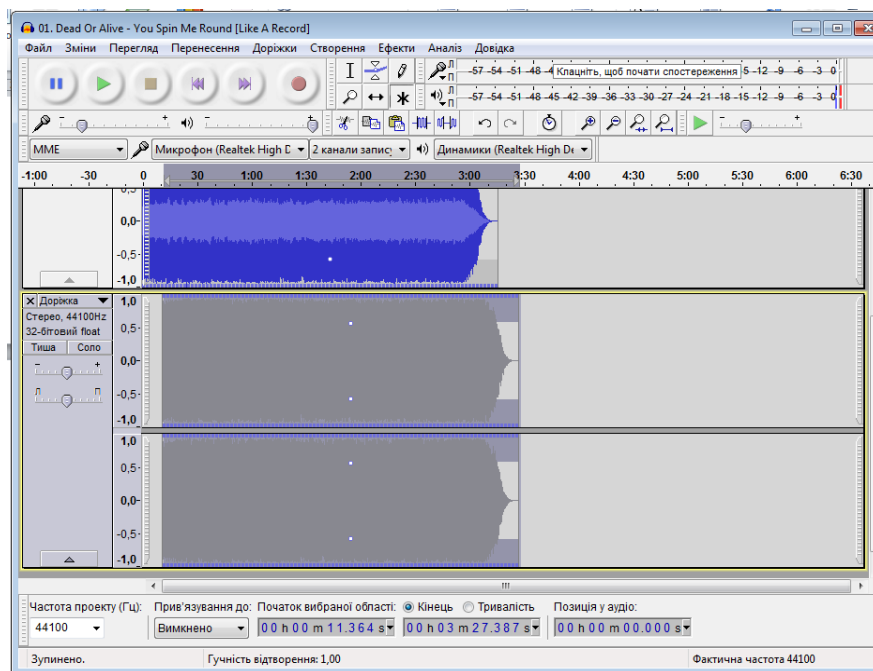 01. Dead Or Alive - You Spin Me Round [Like A Record]
Файл Зміни Перегляд Перенесення Доріжки Створення Ефекти Аналіз Довідка
Л П -57 -54 -51 -48 Клацніть, щоб почати спостереження -12 -9 -6 -3 0
Л П -57 -54 -51 -48 -45 -42 -39 -36 -33 -30 -27 -24 -21 -18 -15 -12 -9 -6 -3 0
- + - +
- +
MME Микрофон (Realtek High 2 канали запис Динамики (Realtek High
-1:00 -30 0 30 1:00 1:30 2:00 2:30 3:00 3:30 4:00 4:30 5:00 5:30 6:00 6:30
0,0
-0,5
-1,0
X Доріжка 1,0
Стерео, 44100Hz
32-бітовий float
0,5
Тиша Соло
- +
0,0
Л П
-0,5
-1,0
1,0
0,5
0,0
-0,5
-1,0
Частота проекту (Гц): Прив'язування до: Початок вибраної області: Кінець Тривалість Позиція у аудіо:
44100 Вимкнено 00 h 00 m 11.364 s 00 h 03 m 27.387 s 00 h 00 m 00.000 s
Зупинено. Гучність відтворення: 1,00 Фактична частота 44100